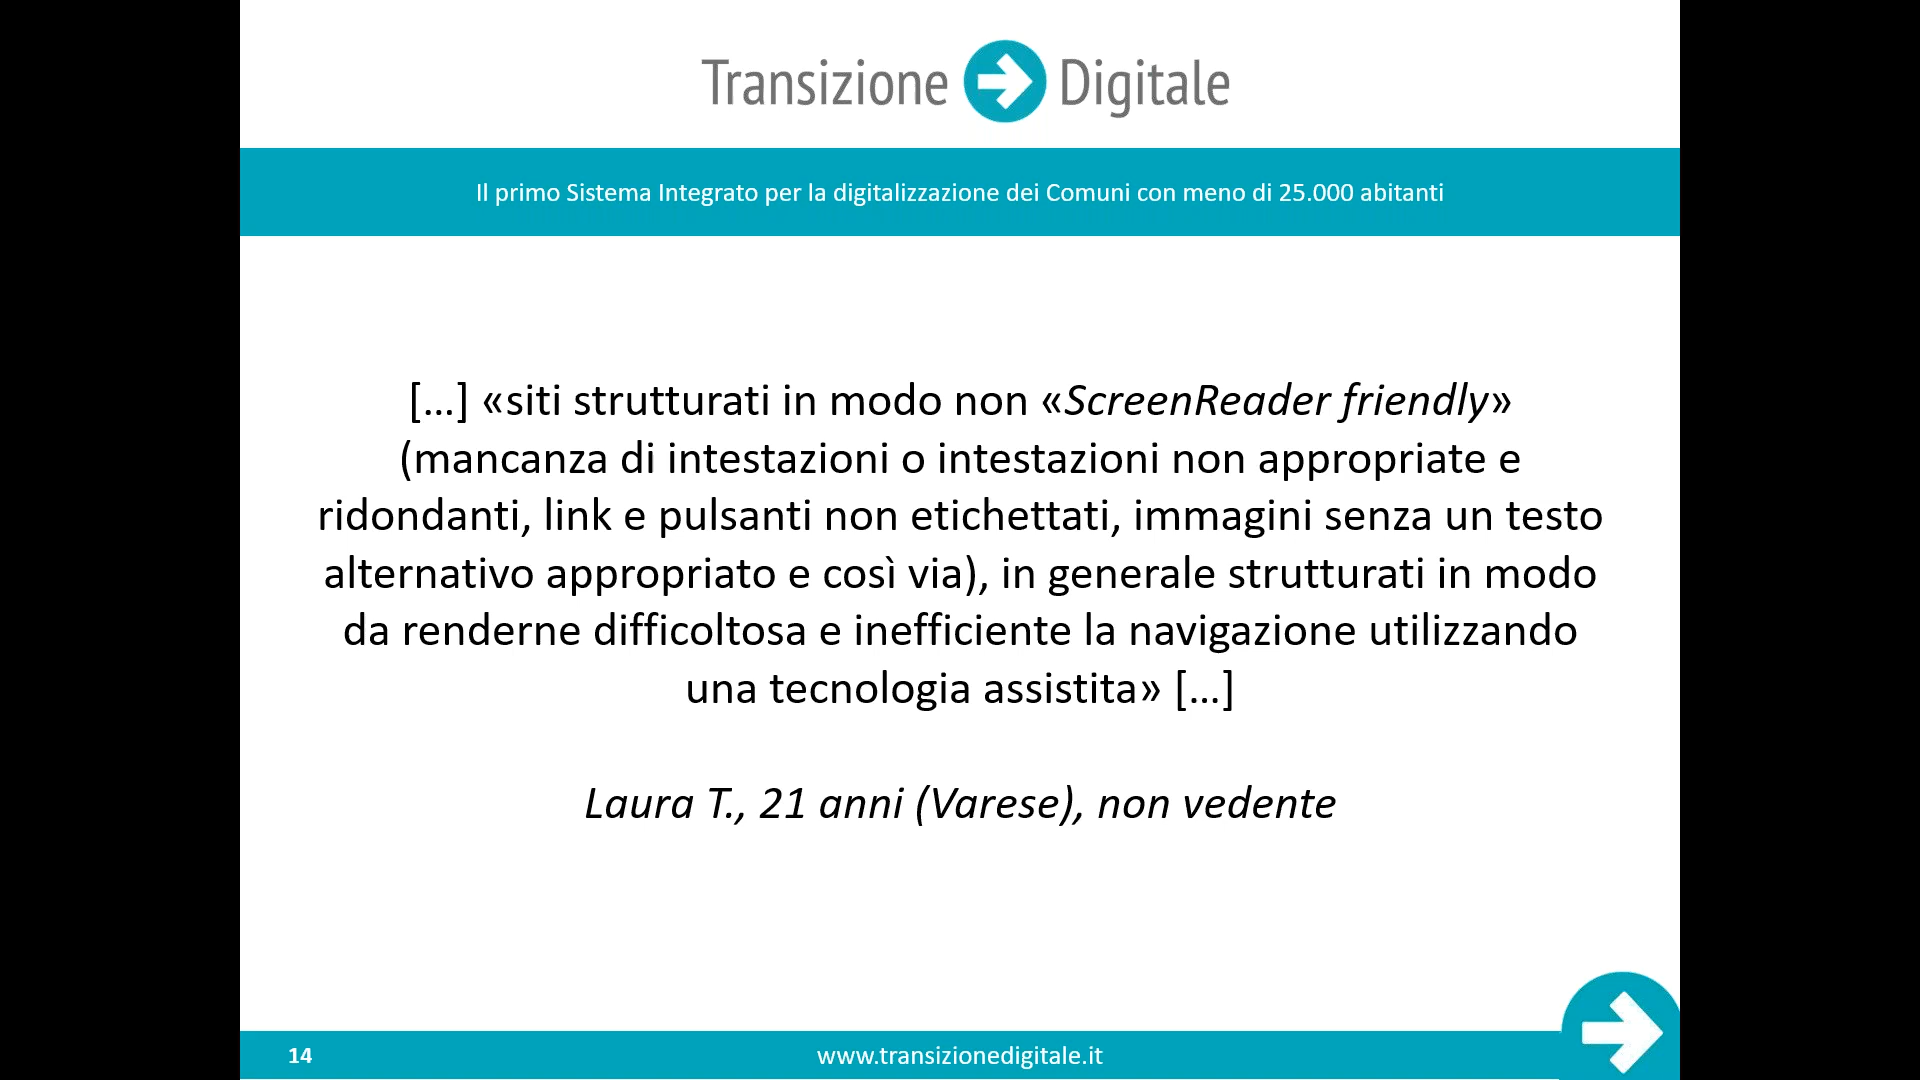 Transizione Digitale
Il primo Sistema Integrato per la digitalizzazione dei Comuni con meno di 25.000 abitanti
[…] «siti strutturati in modo non «ScreenReader friendly»
(mancanza di intestazioni o intestazioni non appropriate e
ridondanti, link e pulsanti non etichettati, immagini senza un testo
alternativo appropriato e così via), in generale strutturati in modo
da renderne difficoltosa e inefficiente la navigazione utilizzando
una tecnologia assistita» […]
Laura T., 21 anni (Varese), non vedente
14
www.transizionedigitale.it